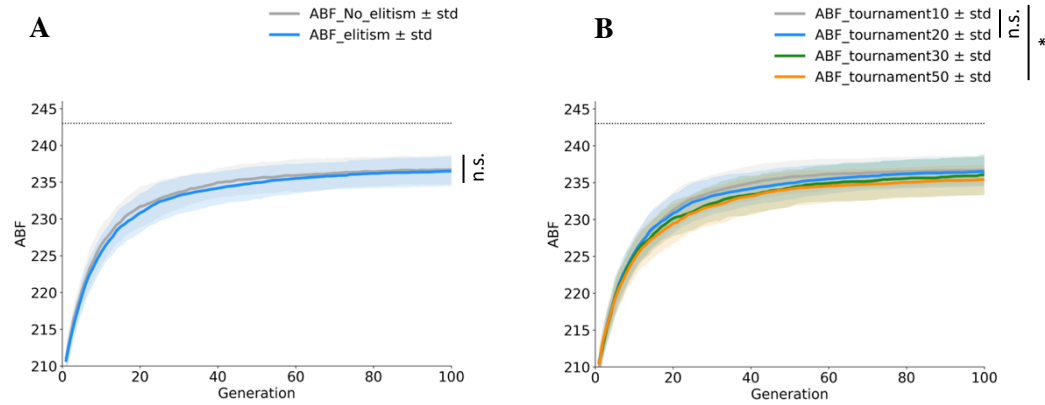 A
ABF_No_elitism ± std
ABF_elitism ± std
245
240
235
230
225
220
215
210
ABF
0 20 40 60 80 100
Generation
n.s.
B
ABF_tournament10 ± std
ABF_tournament20 ± std
ABF_tournament30 ± std
ABF_tournament50 ± std
n.s.
*
245
240
235
230
225
220
215
210
ABF
0 20 40 60 80 100
Generation